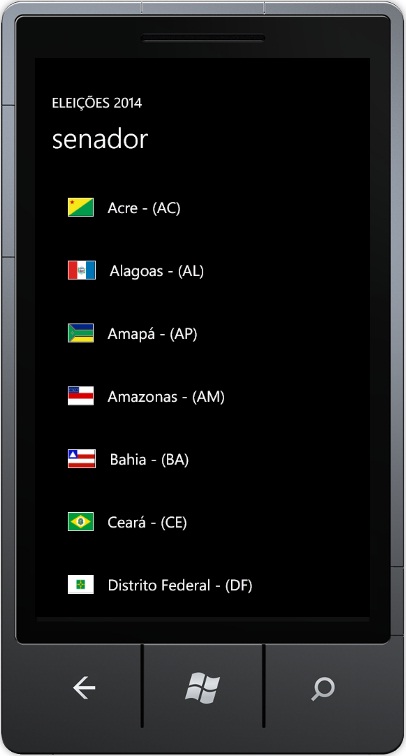 ELEIÇÕES 2014
senador
Acre - (AC)
Alagoas - (AL)
Amapá - (AP)
Amazonas - (AM)
Bahia - (BA)
Ceará - (CE)
Distrito Federal - (DF)